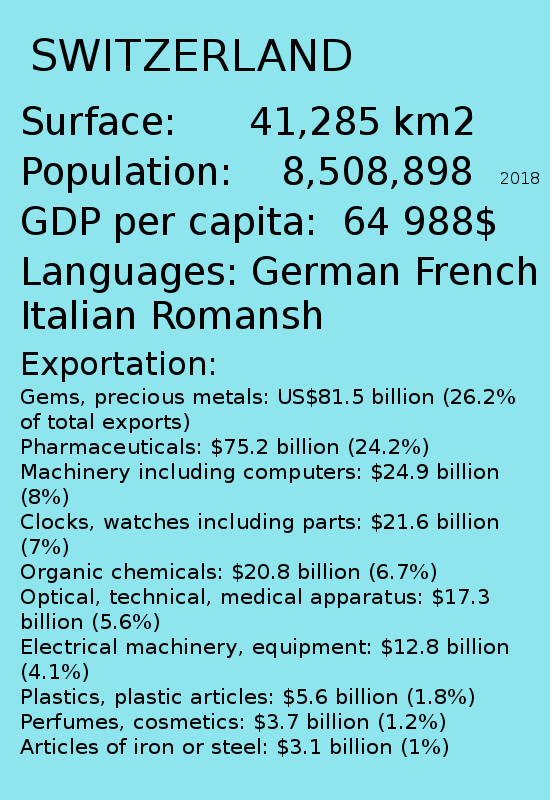 SWITZERLAND
Surface: 41,285 km2
Population: 8,508,898 2018
GDP per capita: 64 988$
Languages: German French
Italian Romansh
Exportation:
Gems, precious metals: US$81.5 billion (26.2%
of total exports)
Pharmaceuticals: $75.2 billion (24.2%)
Machinery including computers: $24.9 billion
(8%)
Clocks, watches including parts: $21.6 billion
(7%)
Organic chemicals: $20.8 billion (6.7%)
Optical, technical, medical apparatus: $17.3
billion (5.6%)
Electrical machinery, equipment: $12.8 billion
(4.1%)
Plastics, plastic articles: $5.6 billion (1.8%)
Perfumes, cosmetics: $3.7 billion (1.2%)
Articles of iron or steel: $3.1 billion (1%)